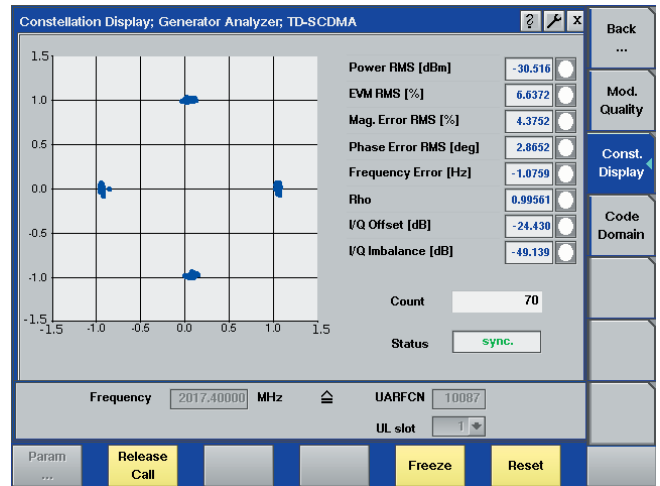 Constellation Display; Generator Analyzer; TD-SCDMA
? x
Back
...
Mod.
Quality
Const.
Display
Code
Domain
1.5
1.0
0.5
0.0
-0.5
-1.0
-1.5
-1.5 -1.0 -0.5 0.0 0.5 1.0 1.5
Power RMS [dBm] -30.516
EVM RMS [%] 6.6372
Mag. Error RMS [%] 4.3752
Phase Error RMS [deg] 2.8652
Frequency Error [Hz] -1.0759
Rho 0.99561
I/Q Offset [dB] -24.430
I/Q Imbalance [dB] -49.139
Count 70
Status sync.
Frequency 2017.40000 MHz ≙ UARFCN 10087
UL slot 1
Param
...
Release
Call
Freeze
Reset